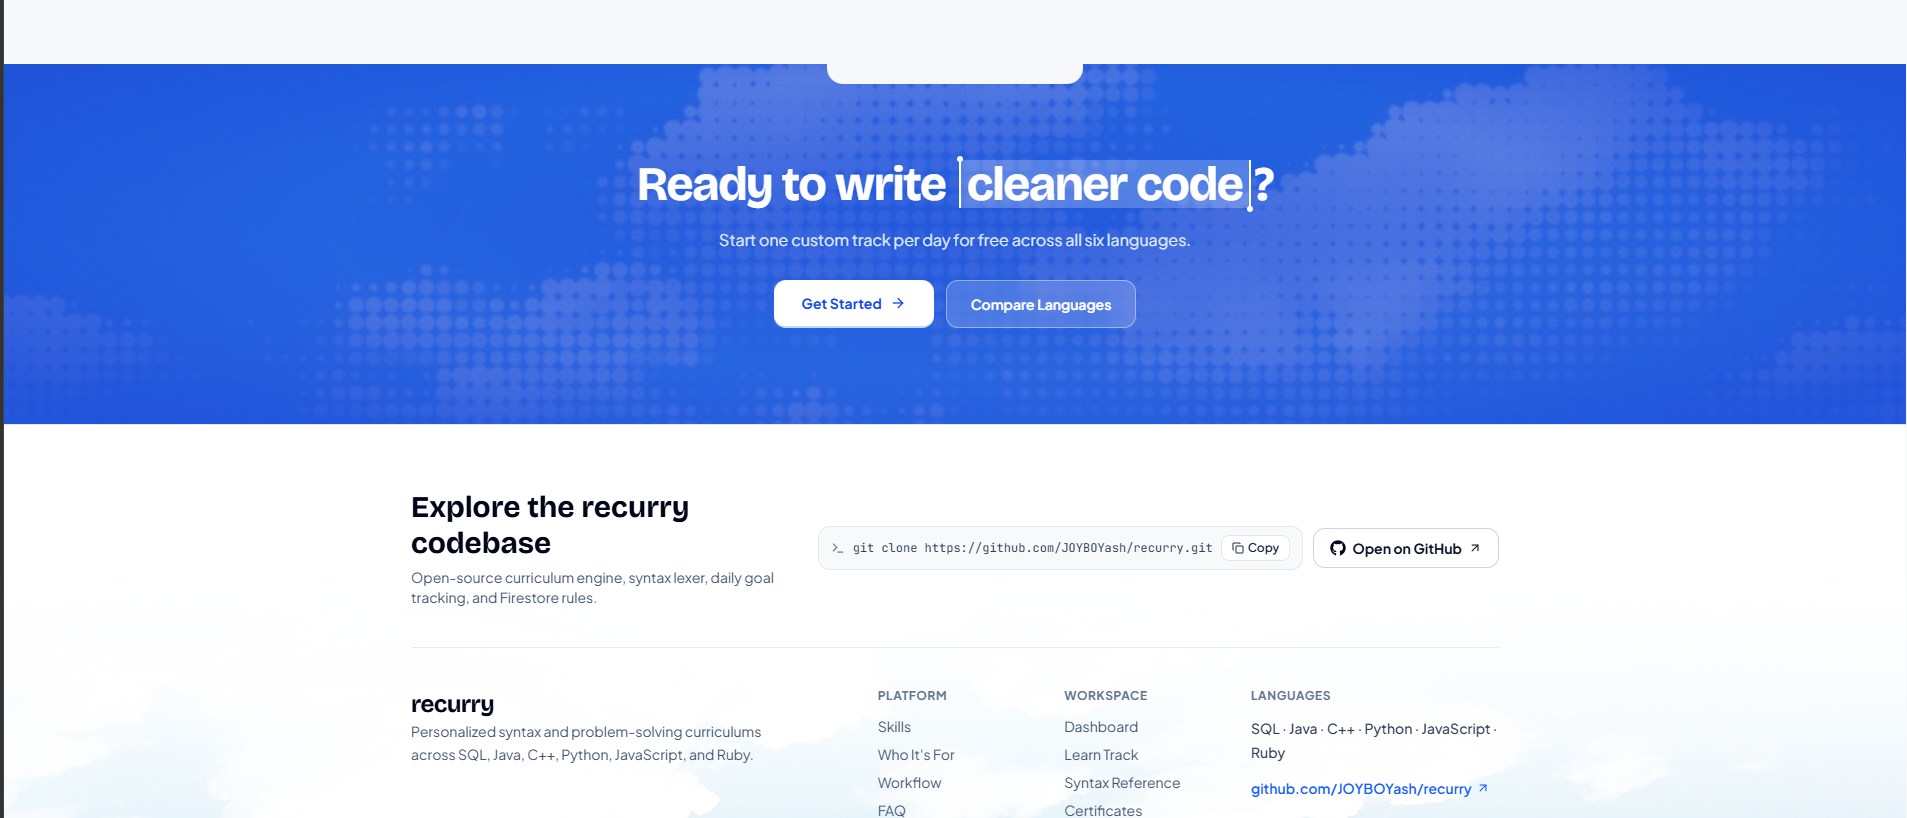 Ready to write cleaner code?
Start one custom track per day for free across all six languages.
Get Started
Compare Languages
Explore the recurry
codebase
Open-source curriculum engine, syntax lexer, daily goal
tracking, and Firestore rules.
>_ git clone https://github.com/JOYBOYash/recurry.git
Copy
Open on GitHub
recurry
Personalized syntax and problem-solving curriculums
across SQL, Java, C++, Python, JavaScript, and Ruby.
PLATFORM
Skills
Who It's For
Workflow
FAQ
WORKSPACE
Dashboard
Learn Track
Syntax Reference
Certificates
LANGUAGES
SQL · Java · C++ · Python · JavaScript ·
Ruby
github.com/JOYBOYash/recurry